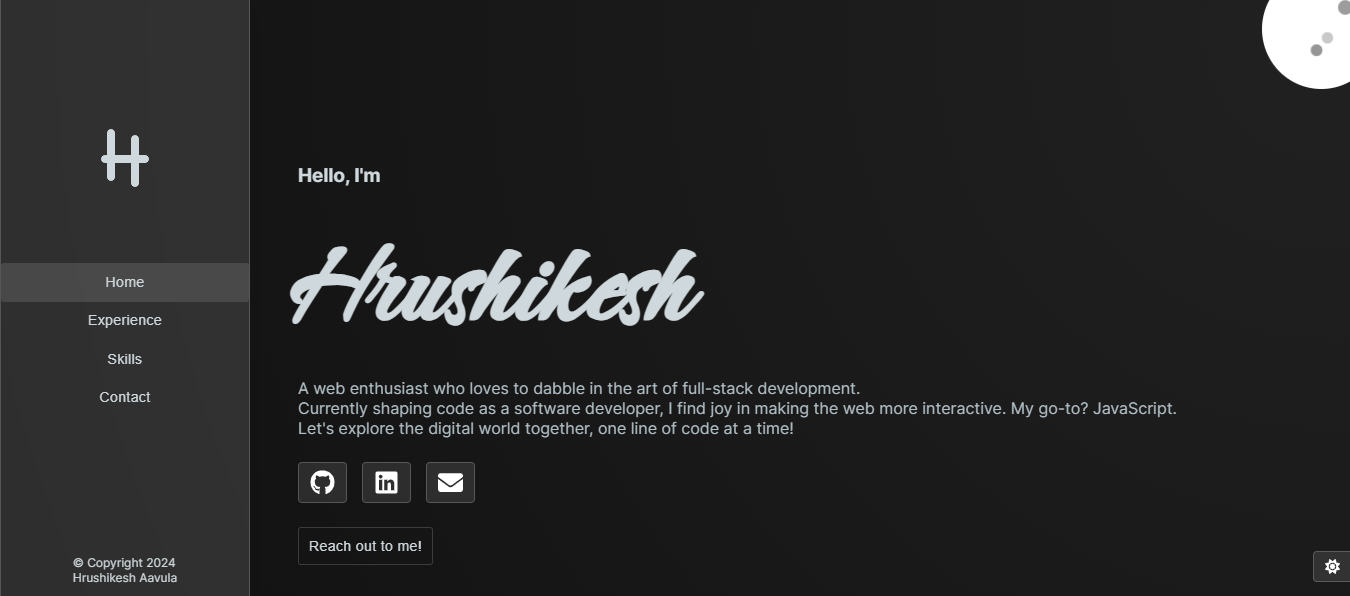 H
Home
Experience
Skills
Contact
© Copyright 2024
Hrushikesh Aavula
Hello, I'm
Hrushikesh
A web enthusiast who loves to dabble in the art of full-stack development.
Currently shaping code as a software developer, I find joy in making the web more interactive. My go-to? JavaScript.
Let's explore the digital world together, one line of code at a time!
in
Reach out to me!